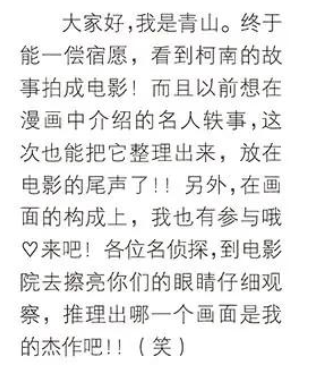 大家好,我是青山。终于
能一偿宿愿，看到柯南的故
事拍成电影！而且以前想在
漫画中介绍的名人轶事,这
次也能把它整理出来，放在
电影的尾声了!! 另外,在画
面的构成上，我也有参与哦
♡来吧！各位名侦探,到电影
院去擦亮你们的眼睛仔细观
察，推理出哪一个画面是我
的杰作吧!!（笑）